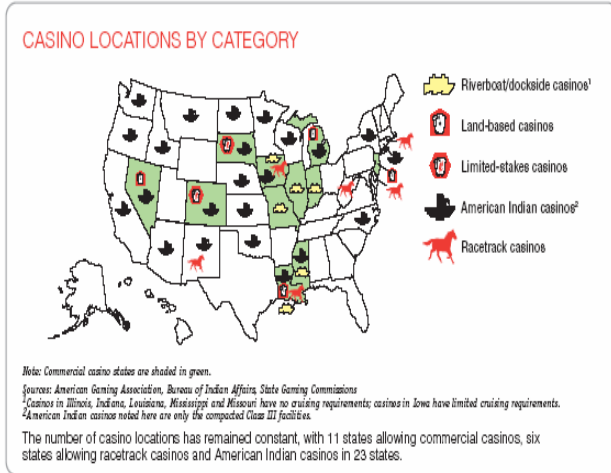 CASINO LOCATIONS BY CATEGORY
Riverboat/dockside casinos¹
Land-based casinos
Limited-stakes casinos
American Indian casinos²
Racetrack casinos
Note: Commercial casino states are shaded in green.
Sources: American Gaming Association, Bureau of Indian Affairs, State Gaming Commissions
¹Casinos in Illinois, Indiana, Louisiana, Mississippi and Missouri have no cruising requirements; casinos in Iowa have limited cruising requirements.
²American Indian casinos noted here are only the compacted Class III facilities.
The number of casino locations has remained constant, with 11 states allowing commercial casinos, six
states allowing racetrack casinos and American Indian casinos in 23 states.